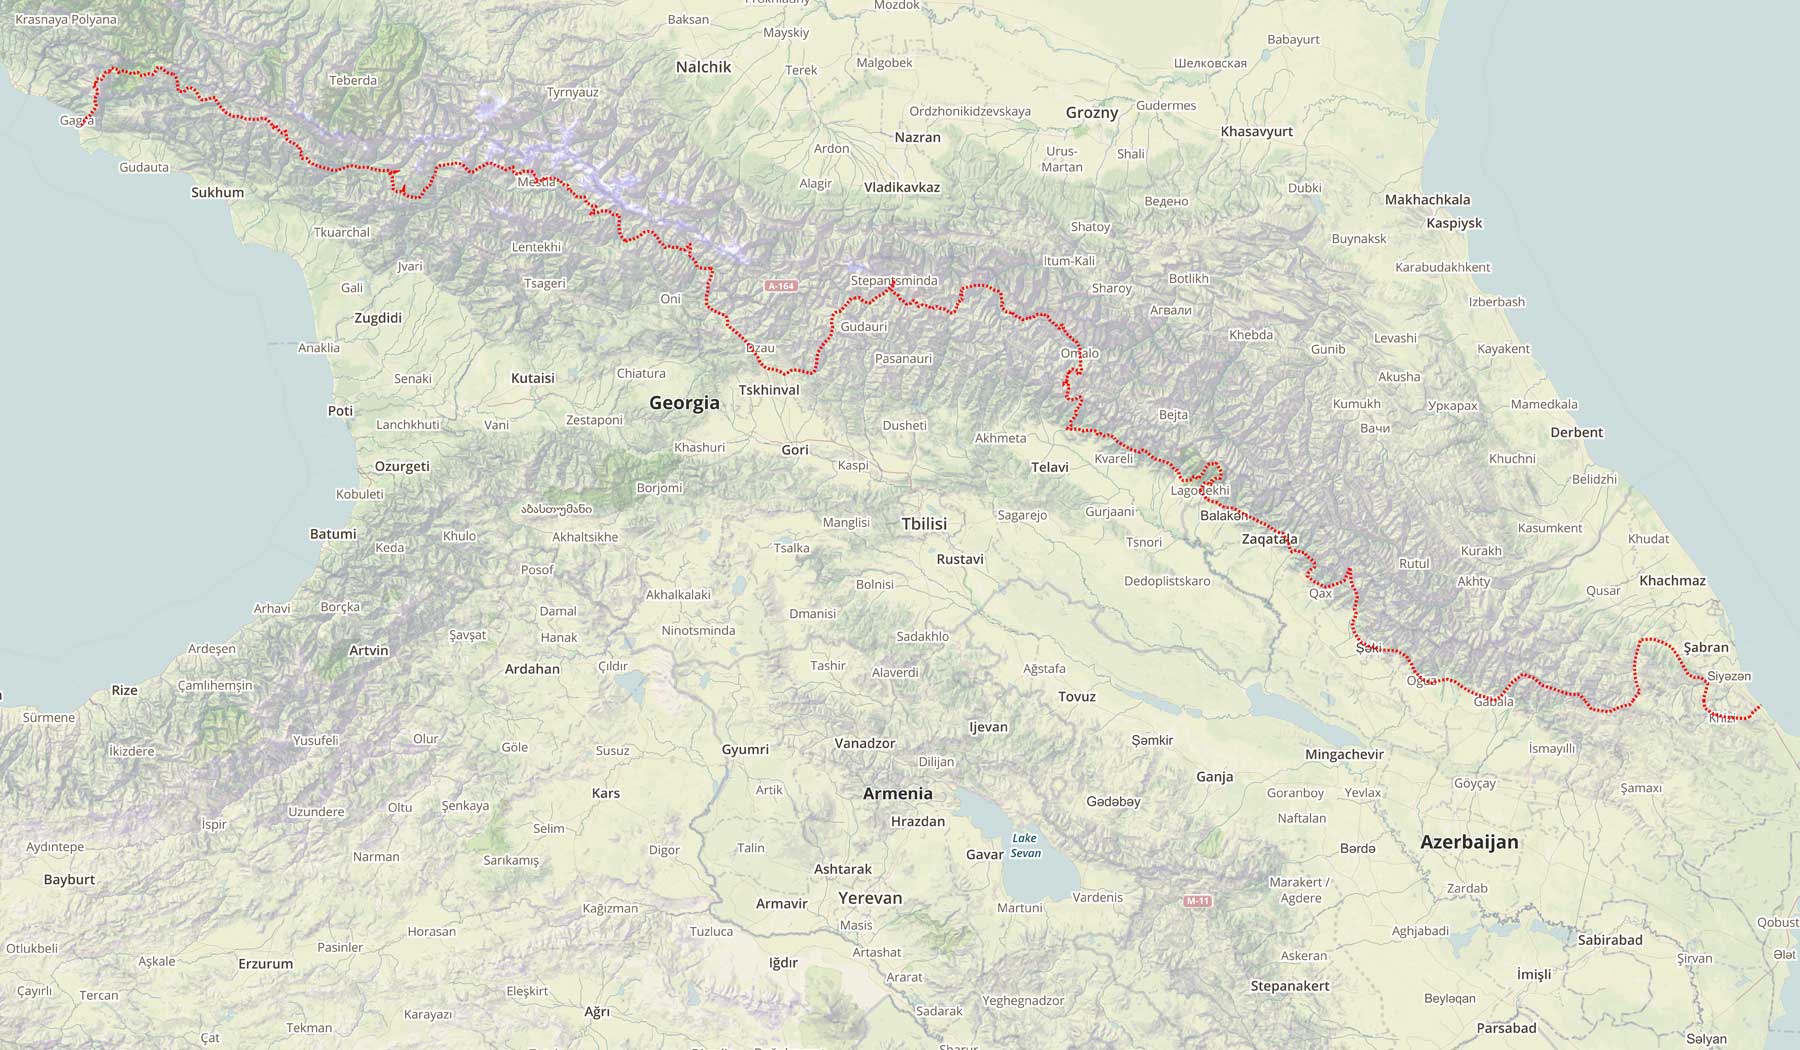 Krasnaya Polyana
Baksan
Prokhladny
Mozdok
Mayskiy
Babayurt
Nalchik
Terek
Malgobek
Шелковская
Teberda
Tyrnyauz
Ordzhonikidzevskaya
Grozny
Gudermes
Gagra
Nazran
Khasavyurt
Ardon
Urus-
Martan
Shali
Gudauta
Alagir
Vladikavkaz
Dubki
Sukhum
Mestia
Ведено
Makhachkala
Kaspiysk
Tkuarchal
Lentekhi
Shatoy
Buynaksk
Jvari
Tsageri
A-164
Stepantsminda
Itum-Kali
Sharoy
Botlikh
Karabudakhkent
Gali
Oni
Агвали
Izberbash
Zugdidi
Gudauri
Khebda
Levashi
Anaklia
Dzau
Pasanauri
Omalo
Gunib
Kayakent
Senaki
Kutaisi
Chiatura
Tskhinval
Akusha
Poti
Georgia
Kumukh
Уркарах
Mamedkala
Lanchkhuti
Vani
Zestaponi
Dusheti
Bejta
Вачи
Derbent
Khashuri
Gori
Akhmeta
Ozurgeti
Kaspi
Telavi
Kvareli
Khuchni
Belidzhi
Kobuleti
Borjomi
Lagodekhi
აბასთუმანი
Manglisi
Tbilisi
Sagarejo
Gurjaani
Balakən
Batumi
Khulo
Akhaltsikhe
Kasumkent
Keda
Tsalka
Tsnori
Zaqatala
Kurakh
Khudat
Posof
Rustavi
Rutul
Arhavi
Borçka
Damal
Akhalkalaki
Bolnisi
Dedoplistskaro
Qax
Akhty
Qusar
Khachmaz
Ardeşen
Şavşat
Hanak
Ninotsminda
Dmanisi
Sadakhlo
Şəki
Şabran
Artvin
Ardahan
Çıldır
Tashir
Alaverdi
Ağstafa
Oğuz
Siyəzən
Rize
Çamlıhemşin
Tovuz
Gabala
Khizi
Sürmene
İkizdere
Yusufeli
Olur
Göle
Susuz
Gyumri
Vanadzor
Ijevan
Şəmkir
Mingachevir
İsmayıllı
Dilijan
Ganja
Göyçay
Şamaxı
Uzundere
Oltu
Şenkaya
Kars
Artik
Armenia
Gədəbəy
Goranboy
Yevlax
İspir
Selim
Hrazdan
Naftalan
Aydıntepe
Narman
Sarıkamış
Digor
Talin
Lake
Sevan
Gavar
Bərdə
Azerbaijan
Bayburt
Ashtarak
Yerevan
Vardenis
Marakert /
Agdere
Zardab
Kağızman
Armavir
Martuni
M-11
Horasan
Tuzluca
Masis
Aghjabadi
Qobust
Otlukbeli
Pasinler
Artashat
Askeran
Sabirabad
Aşkale
Erzurum
Iğdır
Ararat
Stepanakert
İmişli
Şirvan
Ələt
Çayırlı
Tercan
Eleşkirt
Yeghegnadzor
Beyləqan
Karayazı
Ağrı
Sadarak
Tekman
Parsabad
Çat
Salyan
Sharur